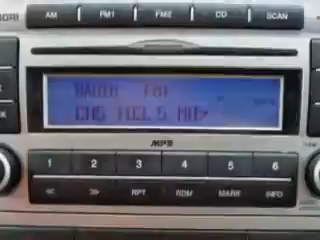 AM FM1 FM2 CD SCAN
RADIO FM1
CH5 103.5 MHz
MP3
1 2 3 4 5 6
≪ ≫ RPT RDM MARK INFO